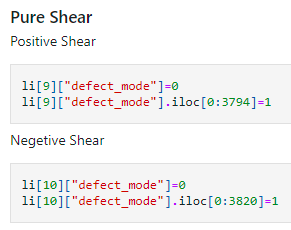 Pure Shear
Positive Shear
li[9]["defect_mode"]=0
li[9]["defect_mode"].iloc[0:3794]=1
Negetive Shear
li[10]["defect_mode"]=0
li[10]["defect_mode"].iloc[0:3820]=1